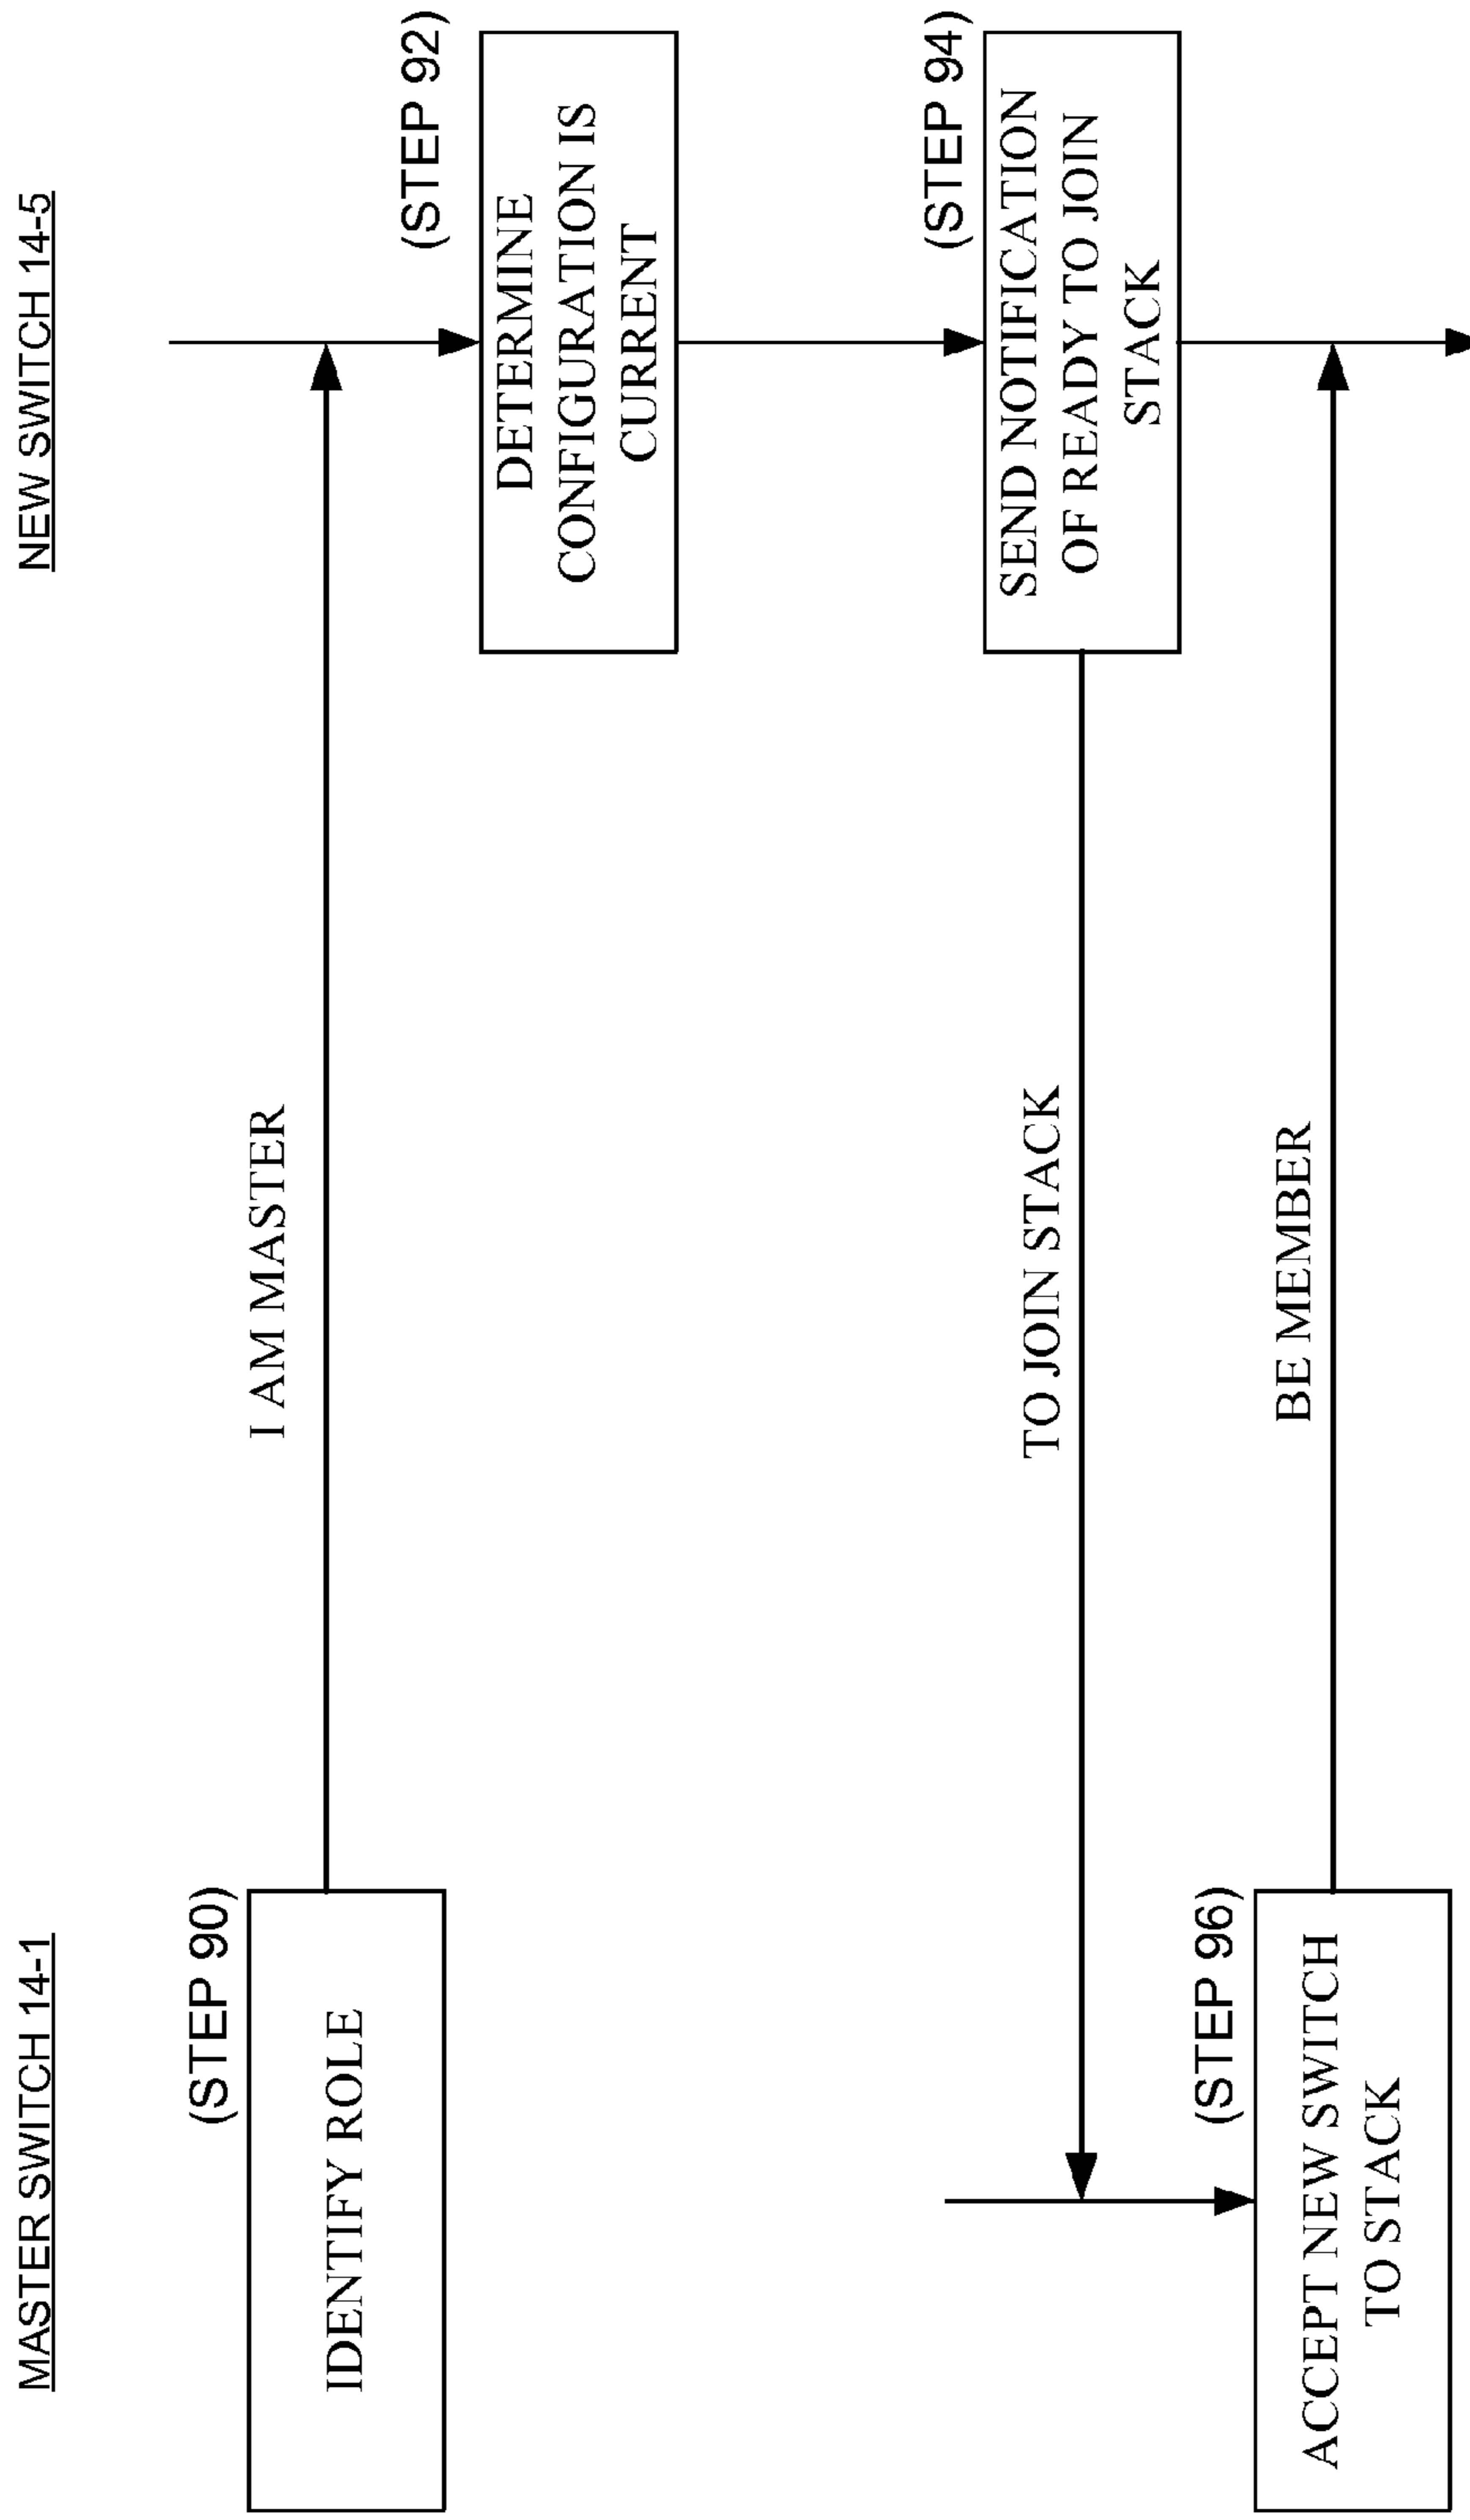 MASTER SWITCH 14-1
NEW SWITCH 14-5
(STEP 90)
IDENTIFY ROLE
I AM MASTER
(STEP 92)
DETERMINE
CONFIGURATION IS
CURRENT
(STEP 94)
SEND NOTIFICATION
OF READY TO JOIN
STACK
TO JOIN STACK
(STEP 96)
ACCEPT NEW SWITCH
TO STACK
BE MEMBER